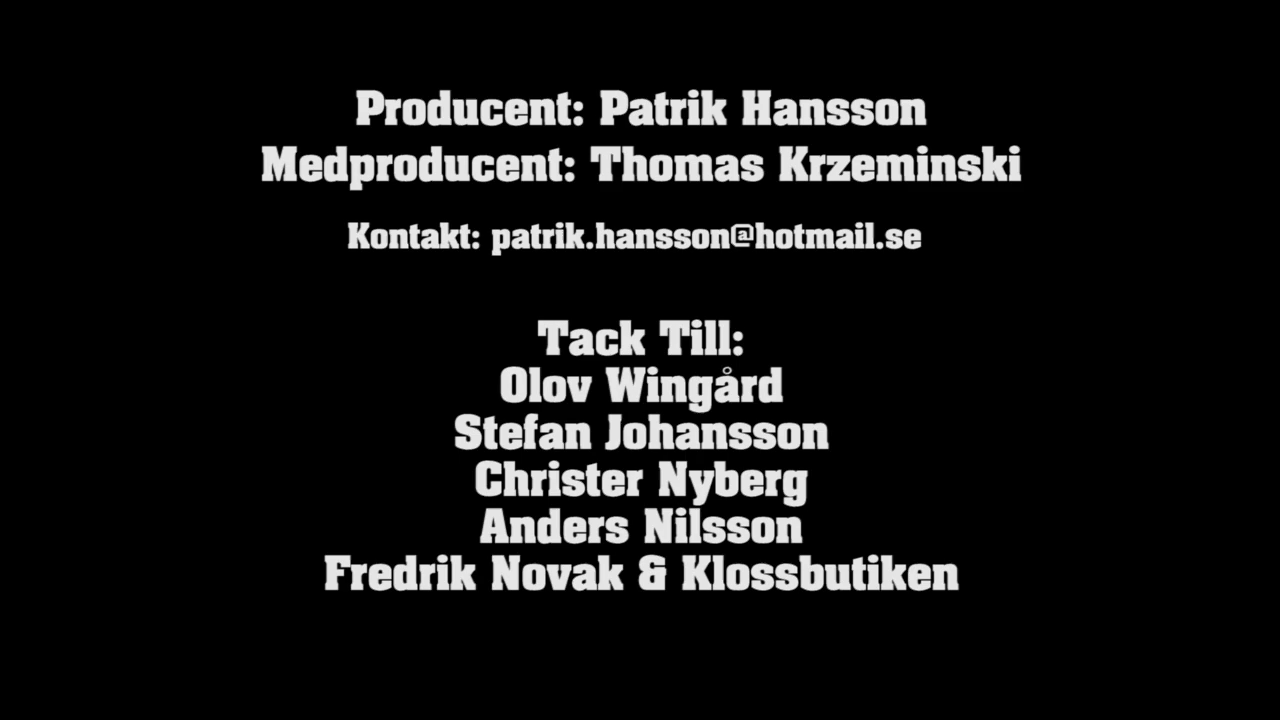 Producent: Patrik Hansson
Medproducent: Thomas Krzeminski
Kontakt: patrik.hansson@hotmail.se
Tack Till:
Olov Wingård
Stefan Johansson
Christer Nyberg
Anders Nilsson
Fredrik Novak & Klossbutiken